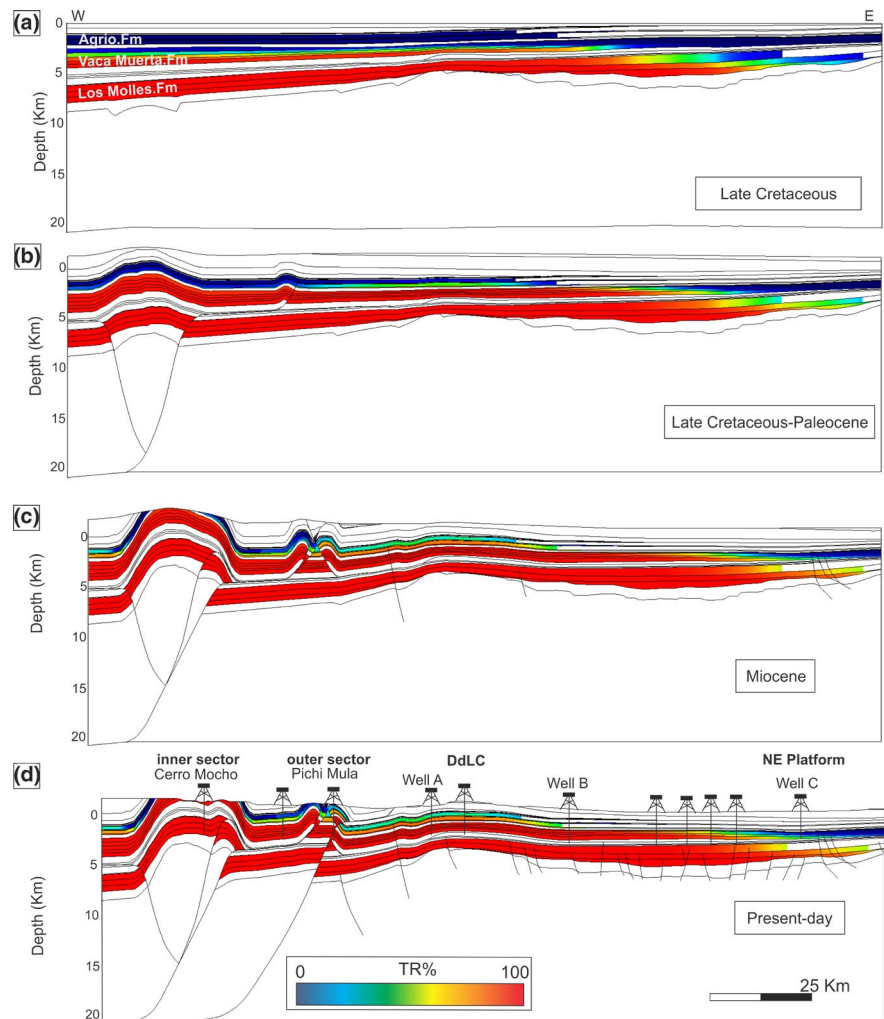 (a)
W
E
0
5
10
15
20
Depth (Km)
Agrio.Fm
Vaca Muerta.Fm
Los Molles.Fm
Late Cretaceous
(b)
0
5
10
15
20
Depth (Km)
Late Cretaceous-Paleocene
(c)
0
5
10
15
20
Depth (Km)
Miocene
(d)
inner sector
Cerro Mocho
outer sector
Pichi Mula
Well A
DdLC
Well B
NE Platform
Well C
0
5
10
15
20
Depth (Km)
Present-day
0
TR%
100
25 Km